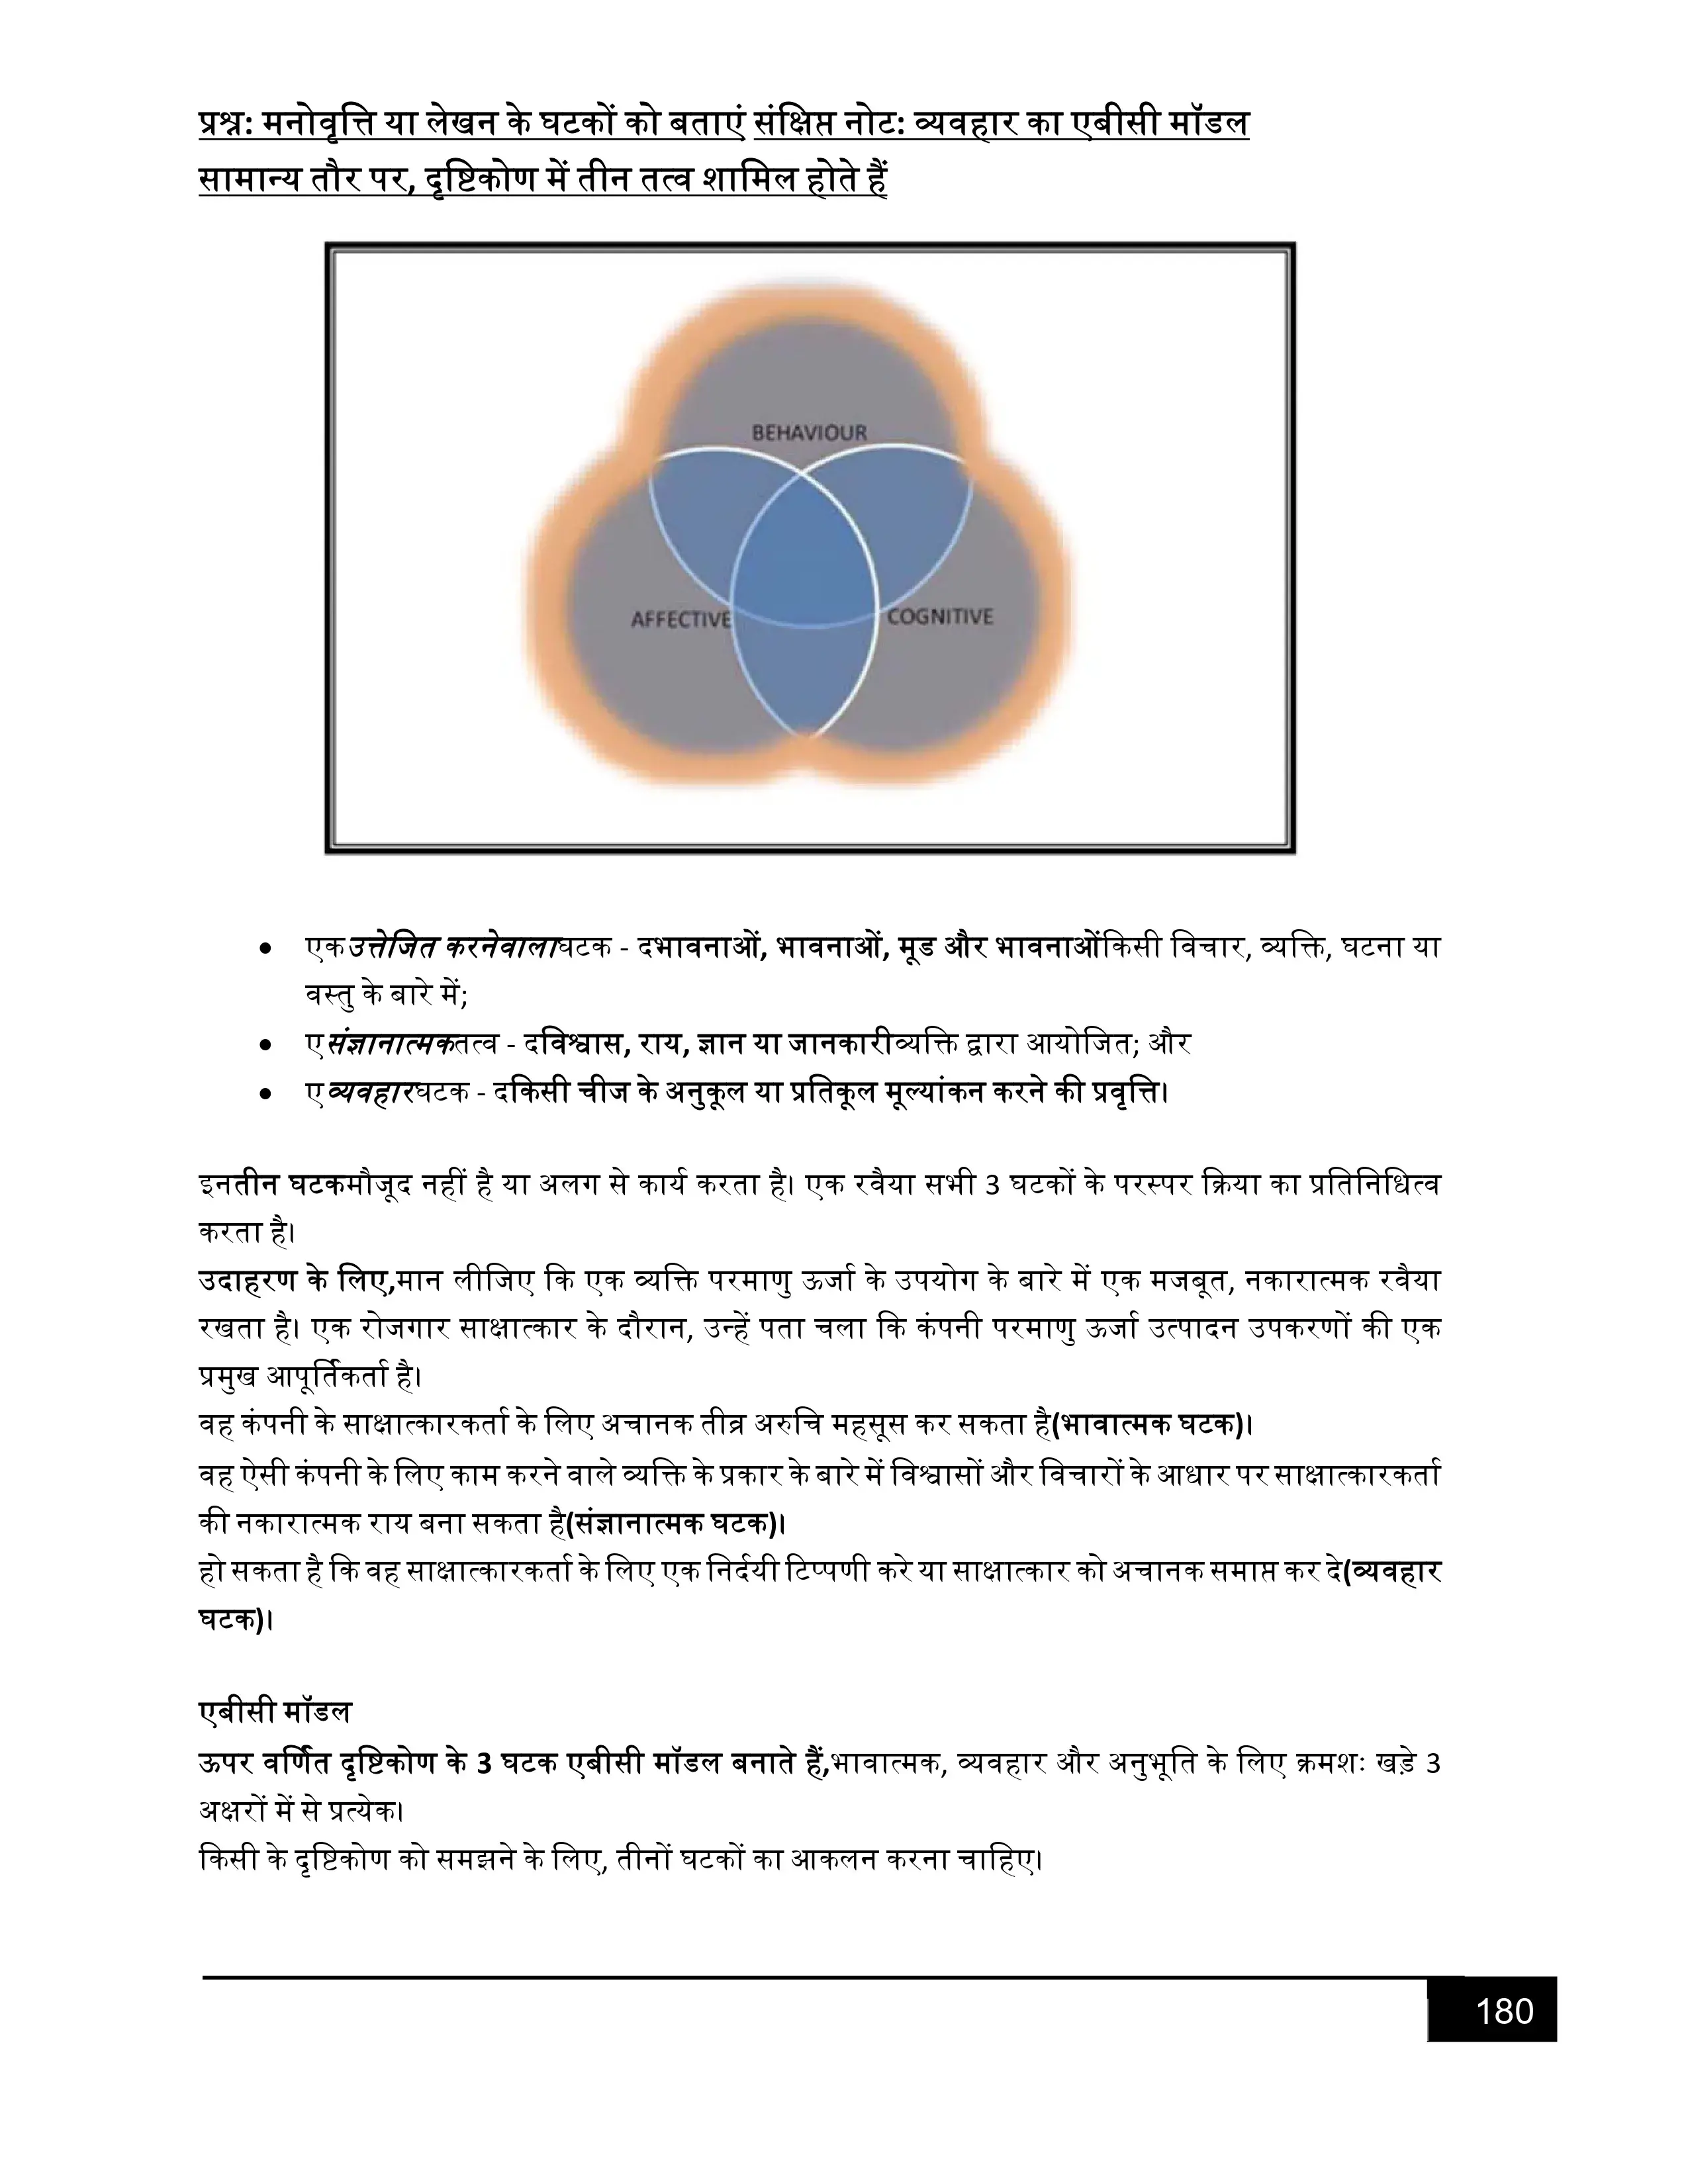 प्रश्न: मनोवृत्ति या लेखन के घटकों को बताएं संक्षिप्त नोट: व्यवहार का एबीसी मॉडल
सामान्य तौर पर, दृष्टिकोण में तीन तत्व शामिल होते हैं
BEHAVIOUR
AFFECTIVE
COGNITIVE
• एकउत्तेजित करनेवालाघटक - दभावनाओं, भावनाओं, मूड और भावनाओंकिसी विचार, व्यक्ति, घटना या
वस्तु के बारे में;
• एसंज्ञानात्मकतत्व - दविश्वास, राय, ज्ञान या जानकारीव्यक्ति द्वारा आयोजित; और
• एव्यवहारघटक - दकिसी चीज के अनुकूल या प्रतिकूल मूल्यांकन करने की प्रवृत्ति।
इनतीन घटकमौजूद नहीं है या अलग से कार्य करता है। एक रवैया सभी 3 घटकों के परस्पर क्रिया का प्रतिनिधित्व
करता है।
उदाहरण के लिए,मान लीजिए कि एक व्यक्ति परमाणु ऊर्जा के उपयोग के बारे में एक मजबूत, नकारात्मक रवैया
रखता है। एक रोजगार साक्षात्कार के दौरान, उन्हें पता चला कि कंपनी परमाणु ऊर्जा उत्पादन उपकरणों की एक
प्रमुख आपूर्तिकर्ता है।
वह कंपनी के साक्षात्कारकर्ता के लिए अचानक तीव्र अरुचि महसूस कर सकता है(भावात्मक घटक)।
वह ऐसी कंपनी के लिए काम करने वाले व्यक्ति के प्रकार के बारे में विश्वासों और विचारों के आधार पर साक्षात्कारकर्ता
की नकारात्मक राय बना सकता है(संज्ञानात्मक घटक)।
हो सकता है कि वह साक्षात्कारकर्ता के लिए एक निर्दयी टिप्पणी करे या साक्षात्कार को अचानक समाप्त कर दे(व्यवहार
घटक)।
एबीसी मॉडल
ऊपर वर्णित दृष्टिकोण के 3 घटक एबीसी मॉडल बनाते हैं,भावात्मक, व्यवहार और अनुभूति के लिए क्रमशः खड़े 3
अक्षरों में से प्रत्येक।
किसी के दृष्टिकोण को समझने के लिए, तीनों घटकों का आकलन करना चाहिए।
180